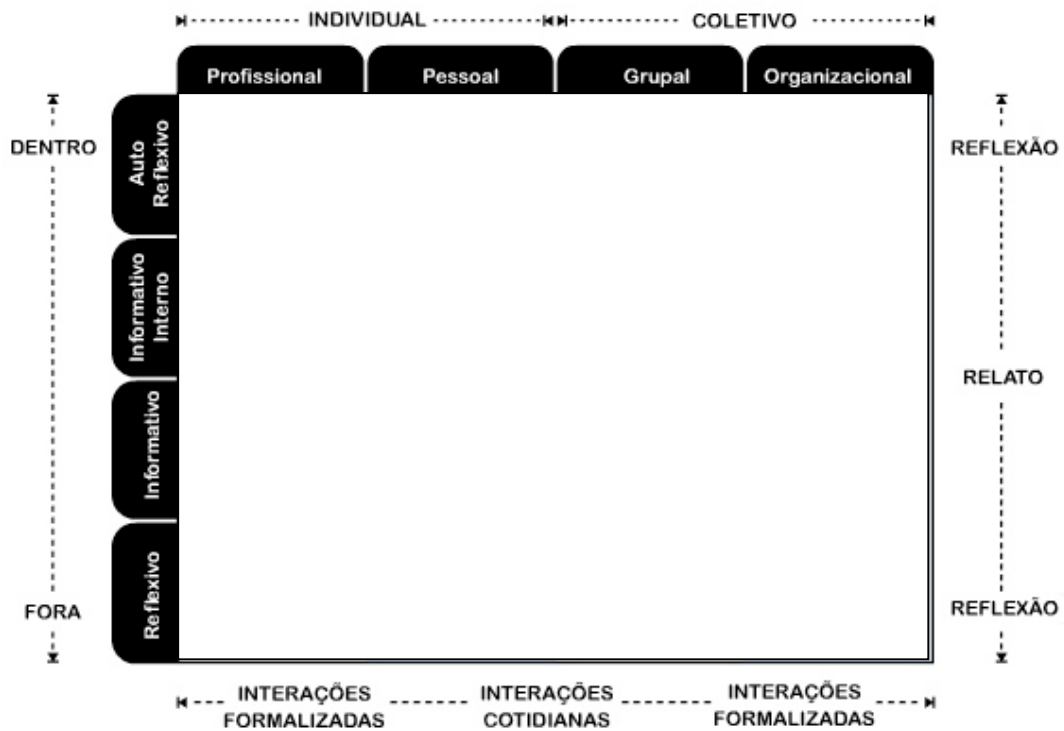 INDIVIDUAL
COLETIVO
Profissional
Pessoal
Grupal
Organizacional
DENTRO
Auto
Reflexivo
REFLEXÃO
Informativo
Interno
RELATO
Informativo
FORA
Reflexivo
REFLEXÃO
INTERAÇÕES
FORMALIZADAS
INTERAÇÕES
COTIDIANAS
INTERAÇÕES
FORMALIZADAS